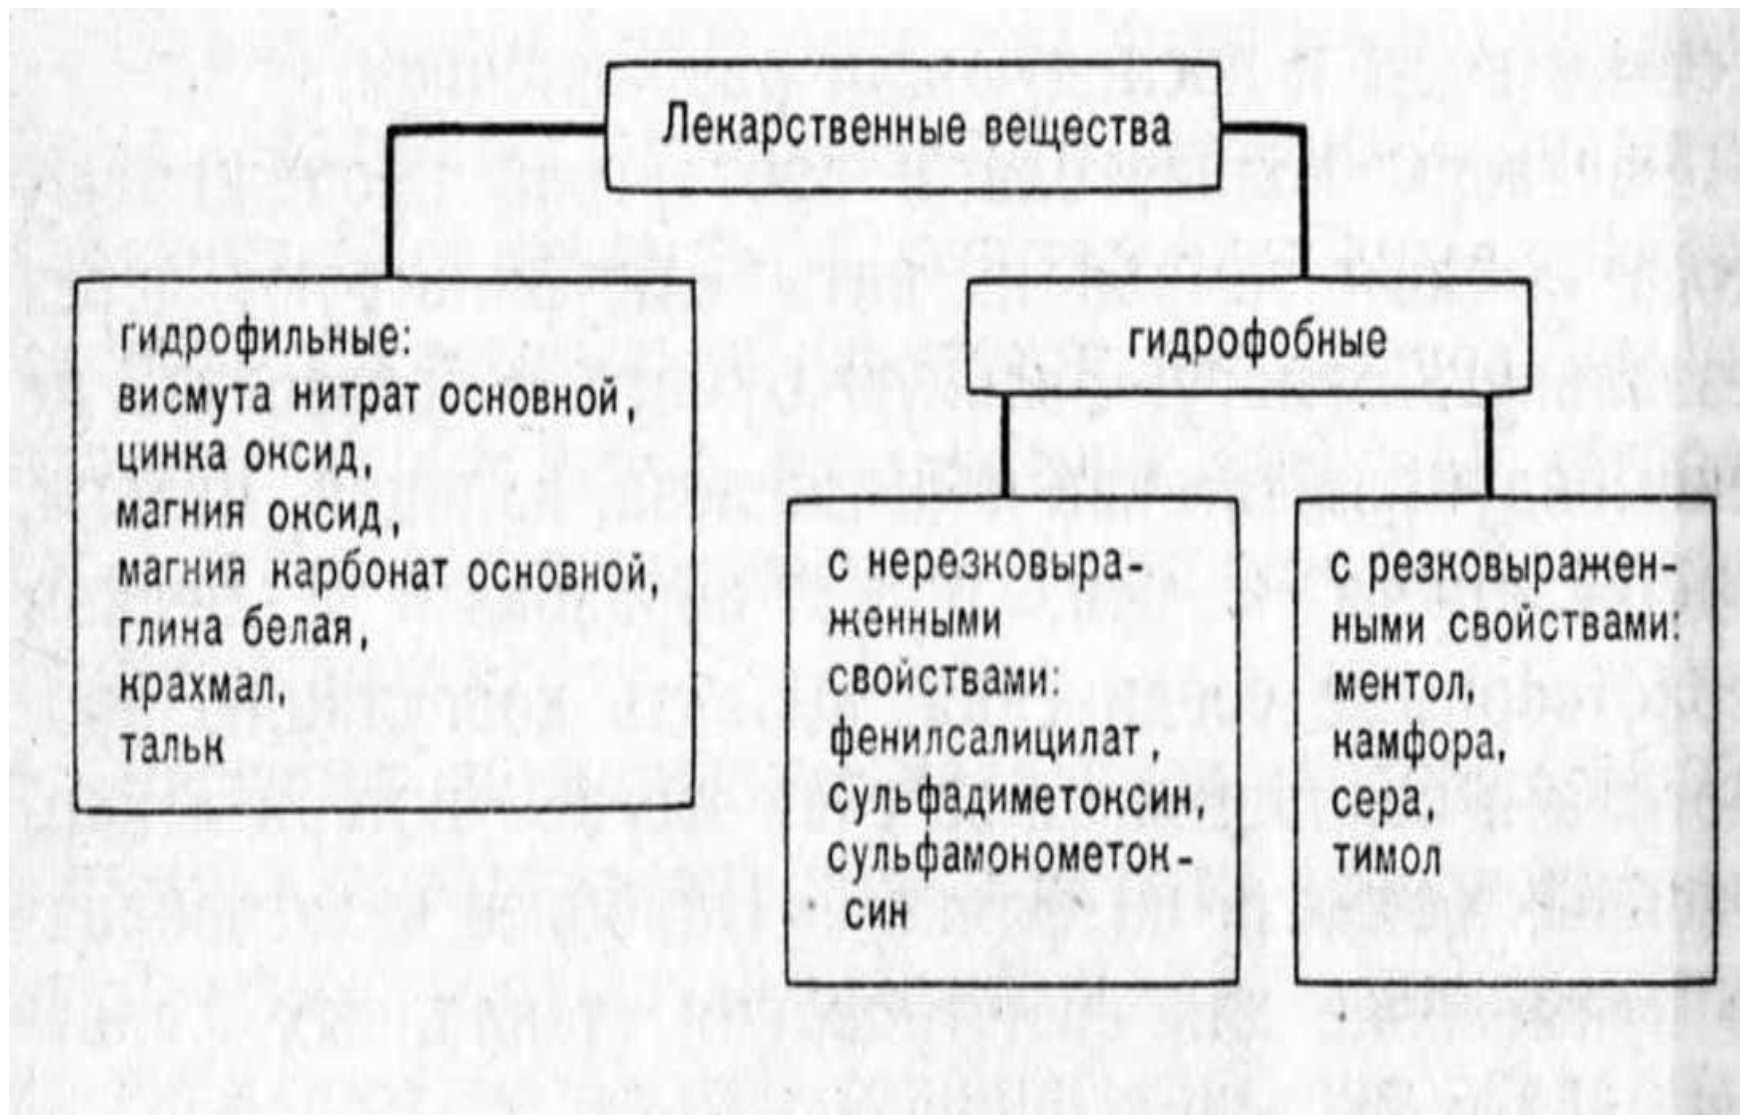 Лекарственные вещества
гидрофильные:
висмута нитрат основной,
цинка оксид,
магния оксид,
магния карбонат основной,
глина белая,
крахмал,
тальк
гидрофобные
с нерезковыра-
женными
свойствами:
фенилсалицилат,
сульфадиметоксин,
сульфамонометок-
син
с резковыражен-
ными свойствами:
ментол,
камфора,
сера,
тимол